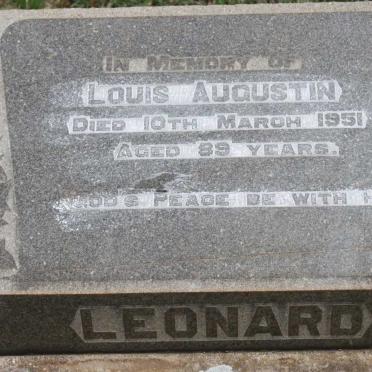 In Memory of
Louis Augustin
Died 10th March 1951
Aged 89 years.
God's peace be with
LEONARD